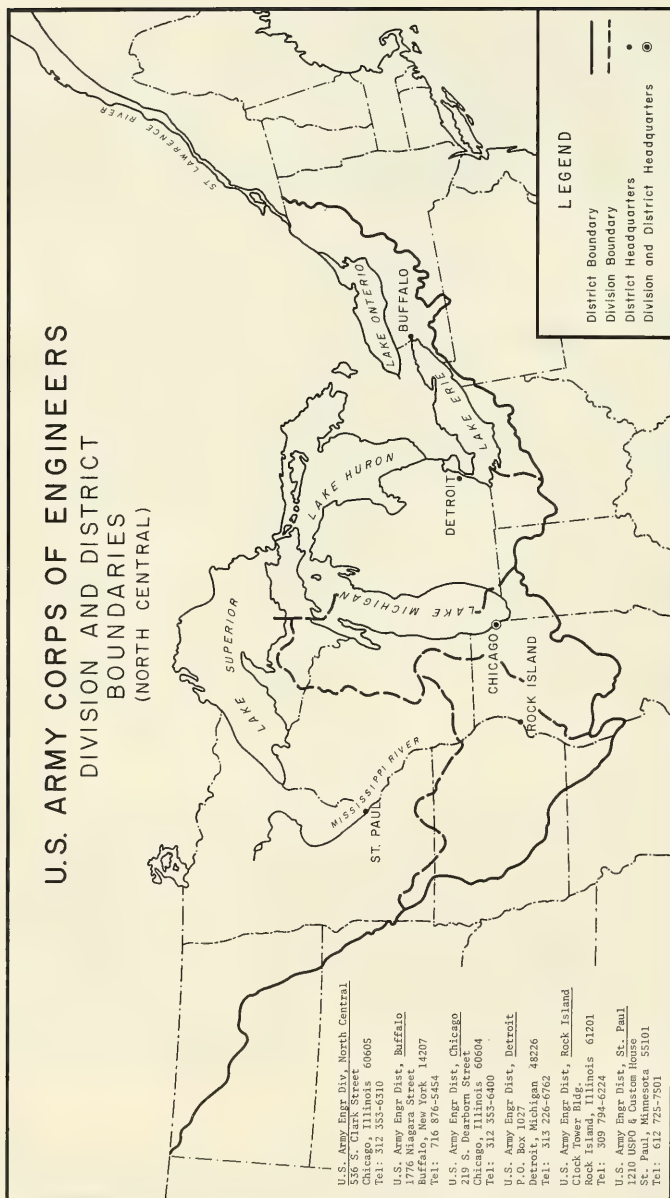 U.S. ARMY CORPS OF ENGINEERS
DIVISION AND DISTRICT
BOUNDARIES
(NORTH CENTRAL)
ST LAWRENCE RIVER
LAKE SUPERIOR
LAKE HURON
LAKE ONTERIO
BUFFALO
LAKE ERIE
DETROIT
LAKE MICHIGAN
CHICAGO
ROCK ISLAND
MISSISSIPPI RIVER
ST. PAUL
U.S. Army Engr Div, North Central
536 S. Clark Street
Chicago, Illinois 60605
Tel: 312 353-6310
U.S. Army Engr Dist, Buffalo
1776 Niagara Street
Buffalo, New York 14207
Tel: 716 876-5454
U.S. Army Engr Dist, Chicago
219 S. Dearborn Street
Chicago, Illinois 60604
Tel: 312 353-6400
U.S. Army Engr Dist, Detroit
P.O. Box 1027
Detroit, Michigan 48226
Tel: 313 226-6762
U.S. Army Engr Dist, Rock Island
Clock Tower Bldg.
Rock Island, Illinois 61201
Tel: 309 794-6224
U.S. Army Engr Dist, St. Paul
1210 USPO & Custom House
St. Paul, Minnesota 55101
Tel: 612 725-7501
LEGEND
District Boundary
Division Boundary
District Headquarters
Division and District Headquarters